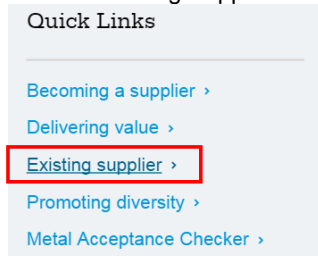 Quick Links
Becoming a supplier ›
Delivering value ›
Existing supplier ›
Promoting diversity ›
Metal Acceptance Checker ›